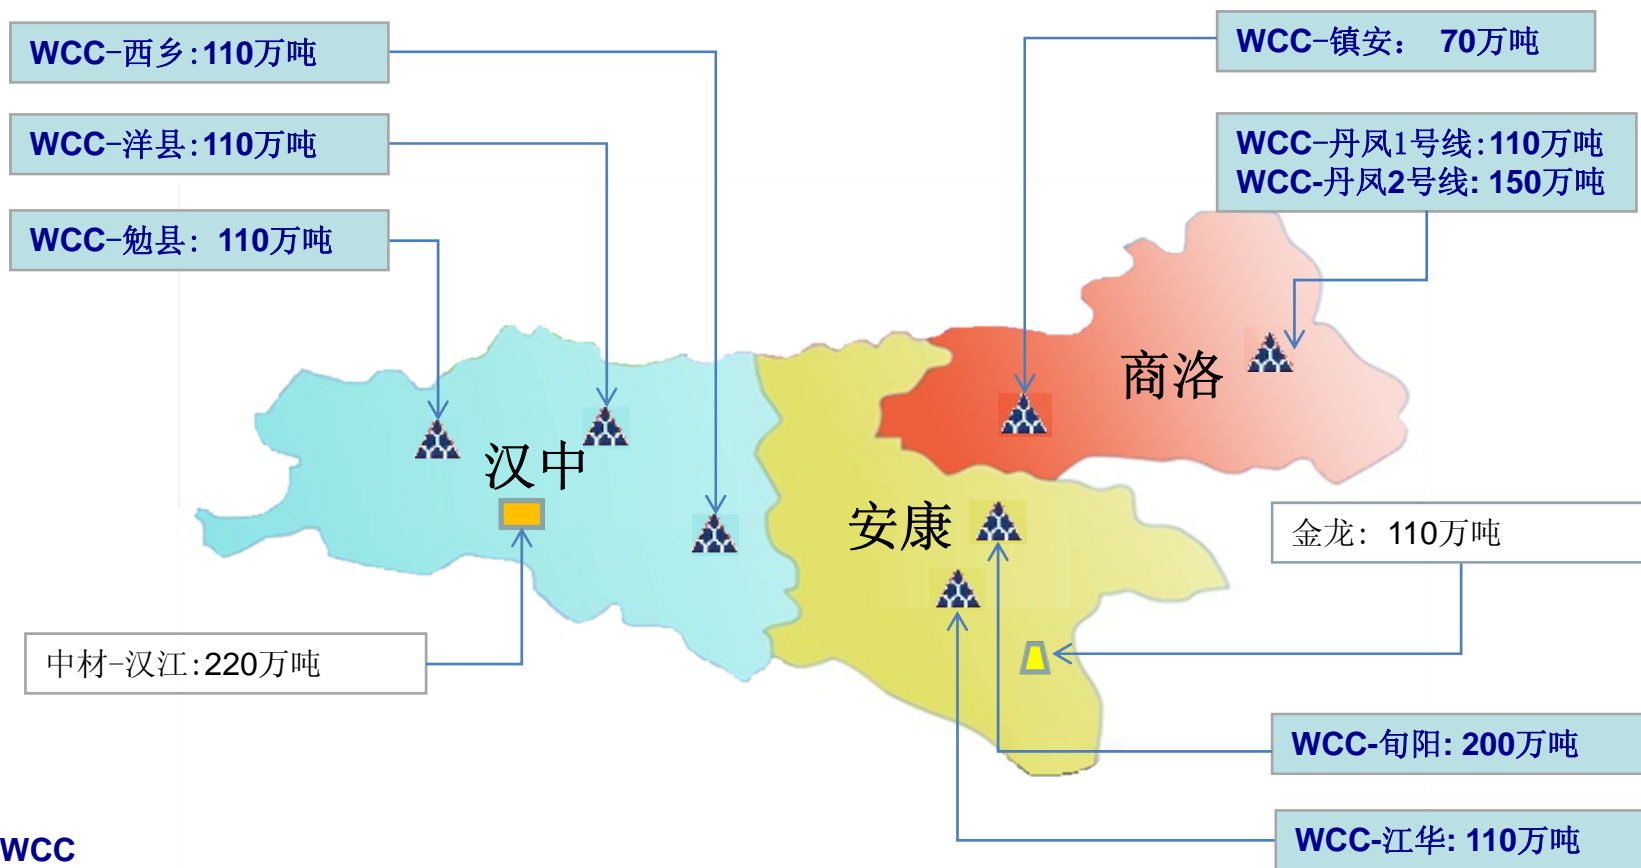 WCC-西乡:110万吨
WCC-镇安： 70万吨
WCC-洋县:110万吨
WCC-丹凤1号线:110万吨
WCC-丹凤2号线: 150万吨
WCC-勉县: 110万吨
商洛
汉中
安康
金龙: 110万吨
中材-汉江:220万吨
WCC-旬阳: 200万吨
WCC-江华: 110万吨
WCC